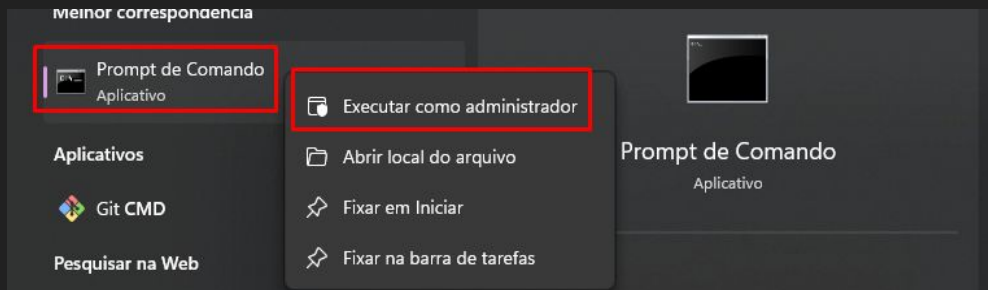 Melhor correspondência
Prompt de Comando
Aplicativo
Executar como administrador
Abrir local do arquivo
Fixar em Iniciar
Fixar na barra de tarefas
Aplicativos
Git CMD
Pesquisar na Web
Prompt de Comando
Aplicativo